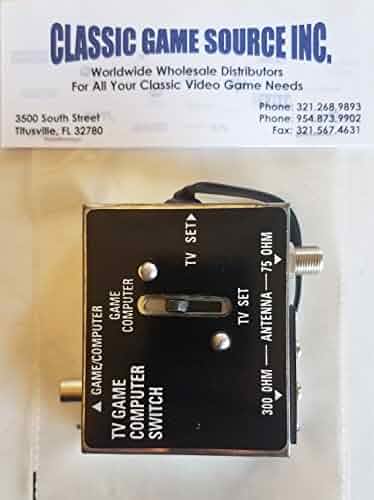 CLASSIC GAME SOURCE INC.
Worldwide Wholesale Distributors
For All Your Classic Video Game Needs
3500 South Street
Titusville, FL 32780
Phone: 321.268.9893
Phone: 954.873.9902
Fax: 321.567.4631
TV SET
GAME
COMPUTER
TV SET
GAME/COMPUTER
TV GAME
COMPUTER
SWITCH
300 OHM — ANTENNA — 75 OHM